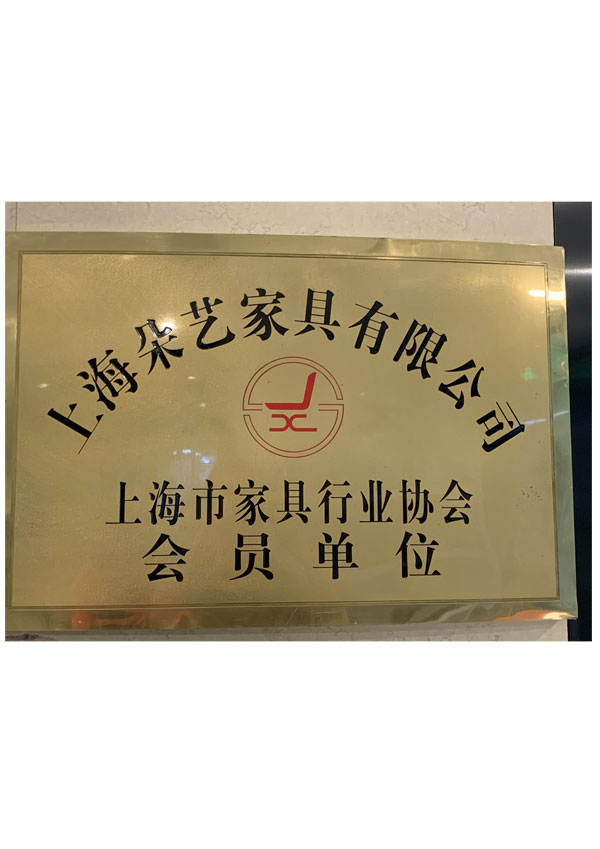 上海朵艺家具有限公司
上海市家具行业协会
会员单位